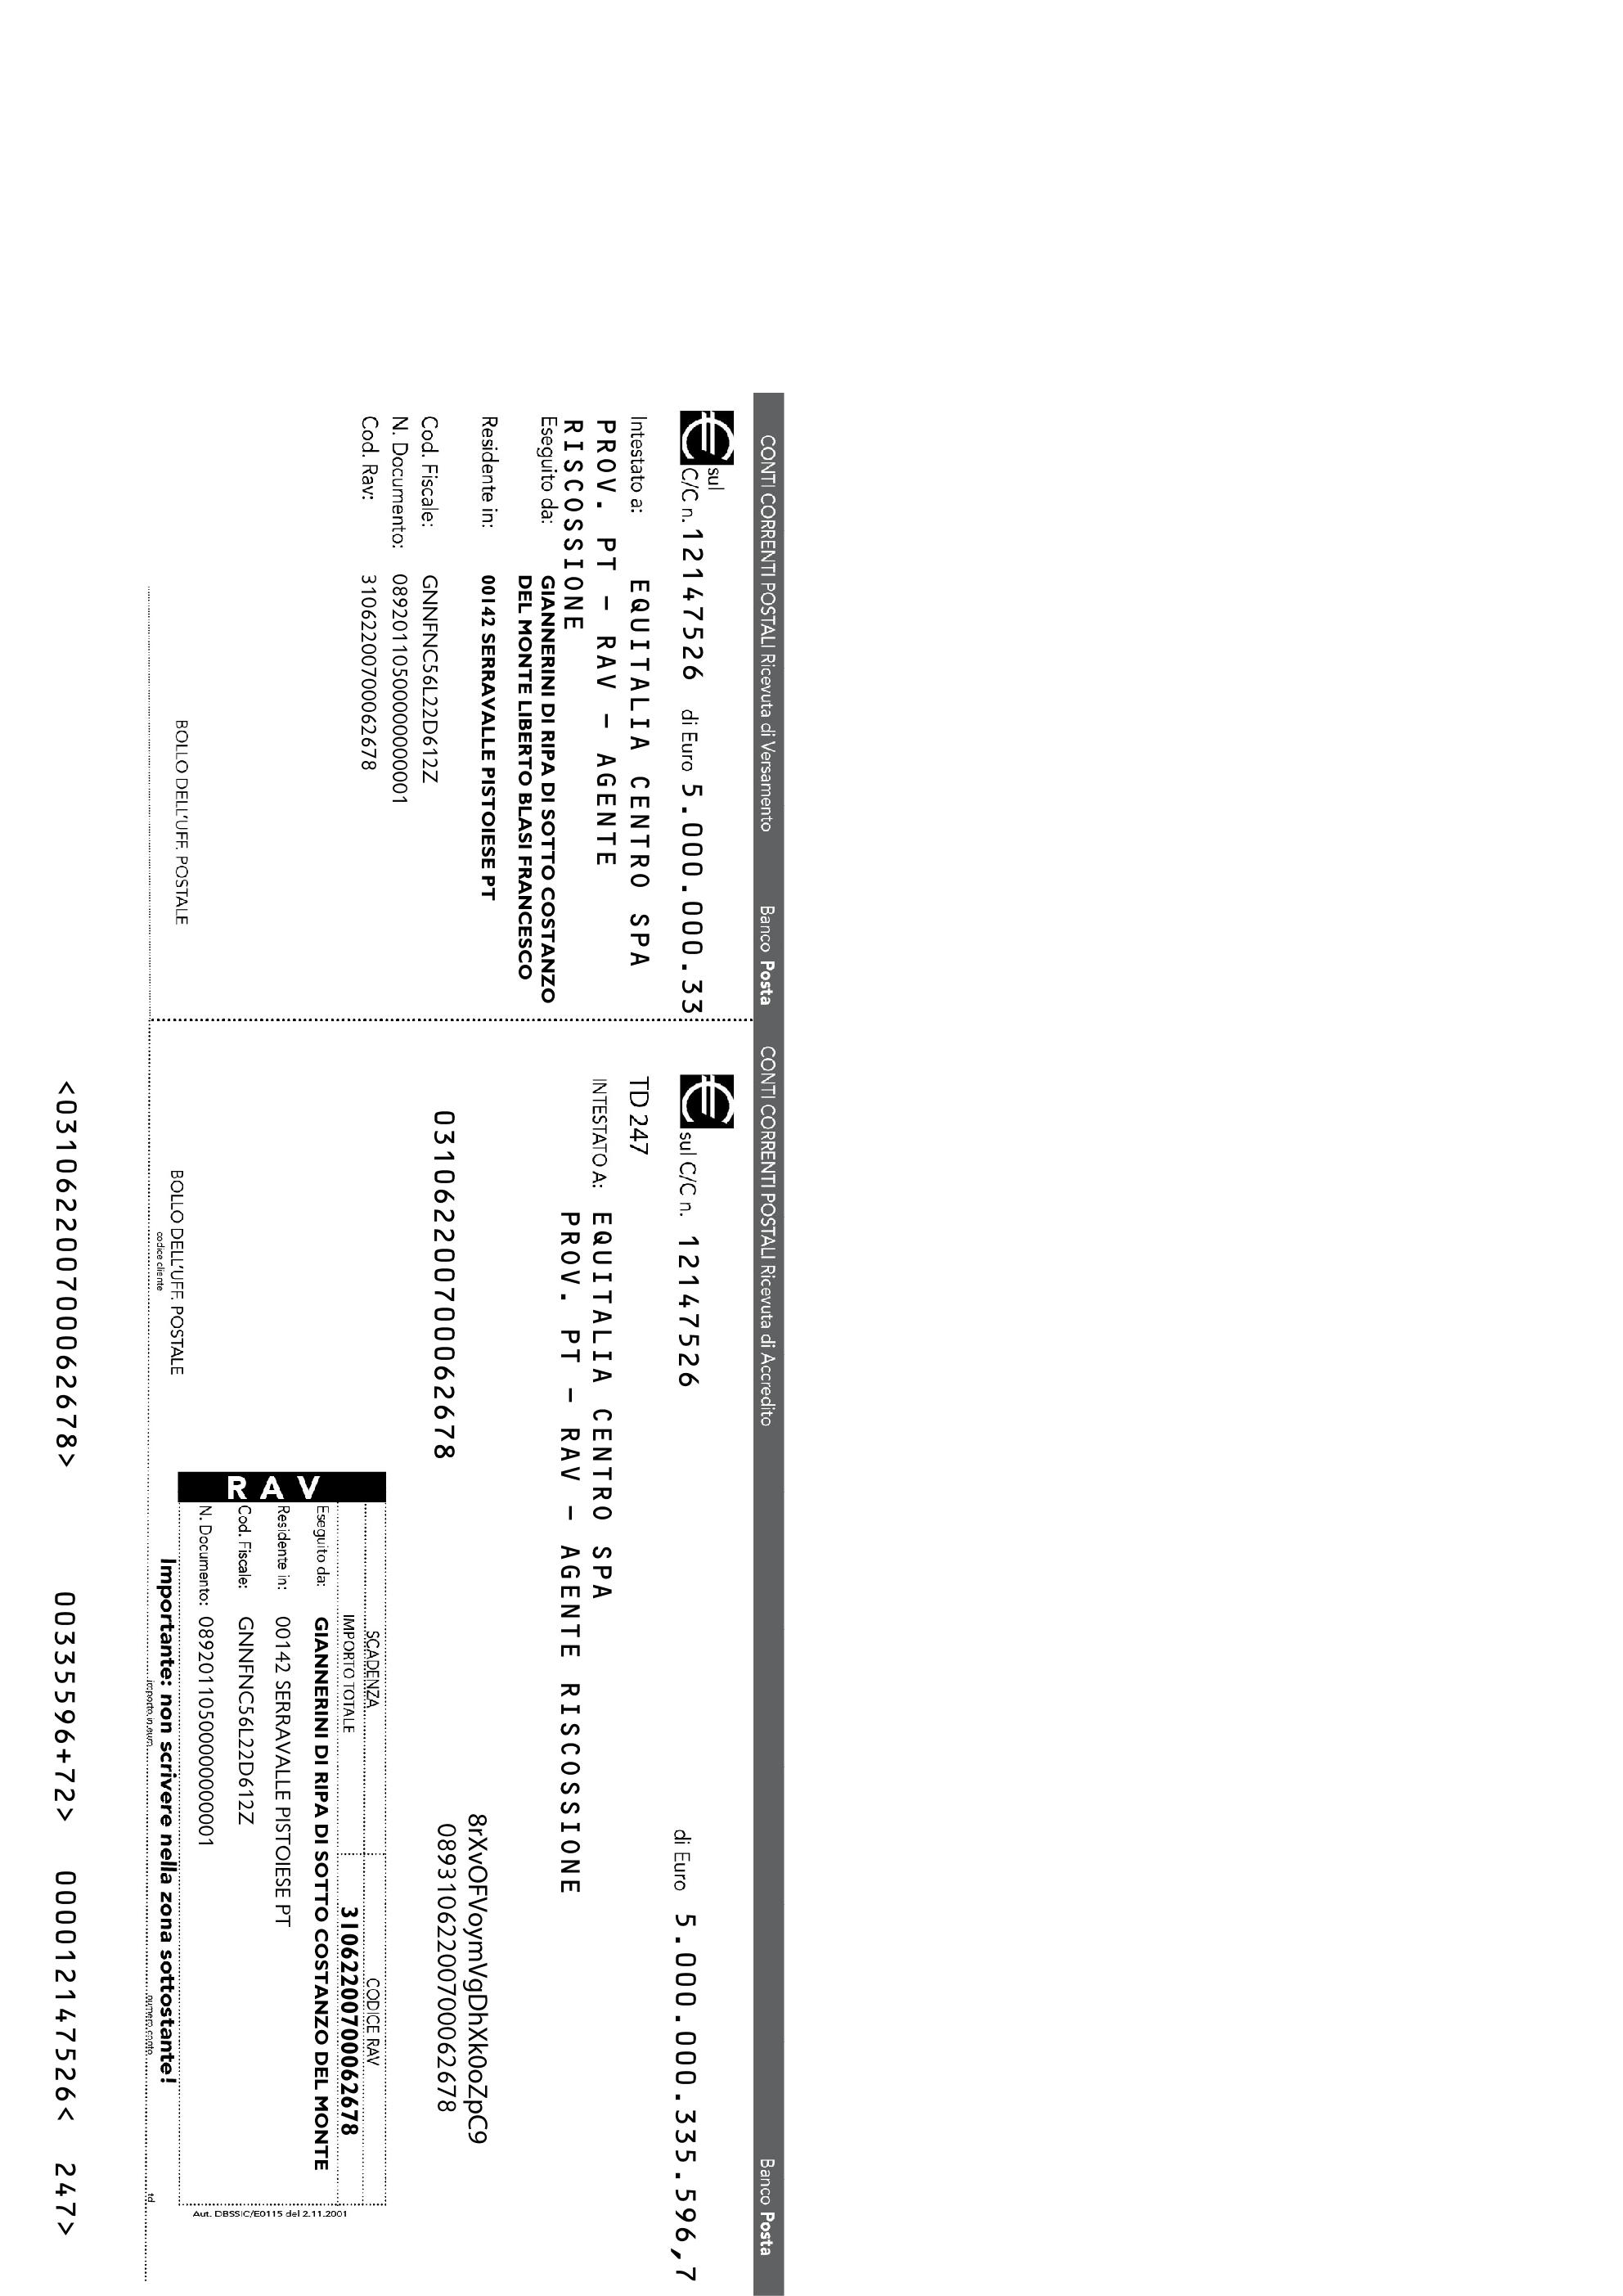 CONTI CORRENTI POSTALI Ricevuta di Versamento Banco Posta
sul
C/C n. 12147526 di Euro 5.000.000.33
Intestato a: EQUITALIA CENTRO SPA
PROV. PT - RAV - AGENTE
RISCOSSIONE
Eseguito da: GIANNERINI DI RIPA DI SOTTO COSTANZO
DEL MONTE LIBERTO BLASI FRANCESCO
Residente in: 00142 SERRAVALLE PISTOIESE PT
Cod. Fiscale: GNNFNC56L22D612Z
N. Documento: 08920110500000000001
Cod. Rav: 31062200700062678
BOLLO DELL'UFF. POSTALE
CONTI CORRENTI POSTALI Ricevuta di Accredito Banco Posta
sul C/C n. 12147526 di Euro 5.000.000.335.596,7
TD 247
INTESTATO A: EQUITALIA CENTRO SPA
PROV. PT - RAV - AGENTE RISCOSSIONE
8rXvOFVoymVgDhXk0oZpC9
031062200700062678 08931062200700062678
RAV
SCADENZA CODICE RAV
IMPORTO TOTALE 31062200700062678
Eseguito da: GIANNERINI DI RIPA DI SOTTO COSTANZO DEL MONTE
Residente in: 00142 SERRAVALLE PISTOIESE PT
Cod. Fiscale: GNNFNC56L22D612Z
N. Documento: 08920110500000000001
Aut. DBSSIC/E0115 del 2.11.2001
BOLLO DELL'UFF. POSTALE
codice cliente
Importante: non scrivere nella zona sottostante!
importo in euro numero conto td
<031062200700062678> 00335596+72> 000012147526< 247>